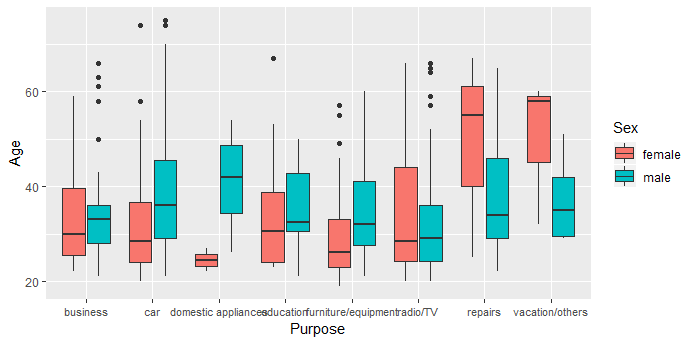 60
40
20
Age
business car domestic appliances education furniture/equipment radio/TV repairs vacation/others
Purpose
Sex
female
male